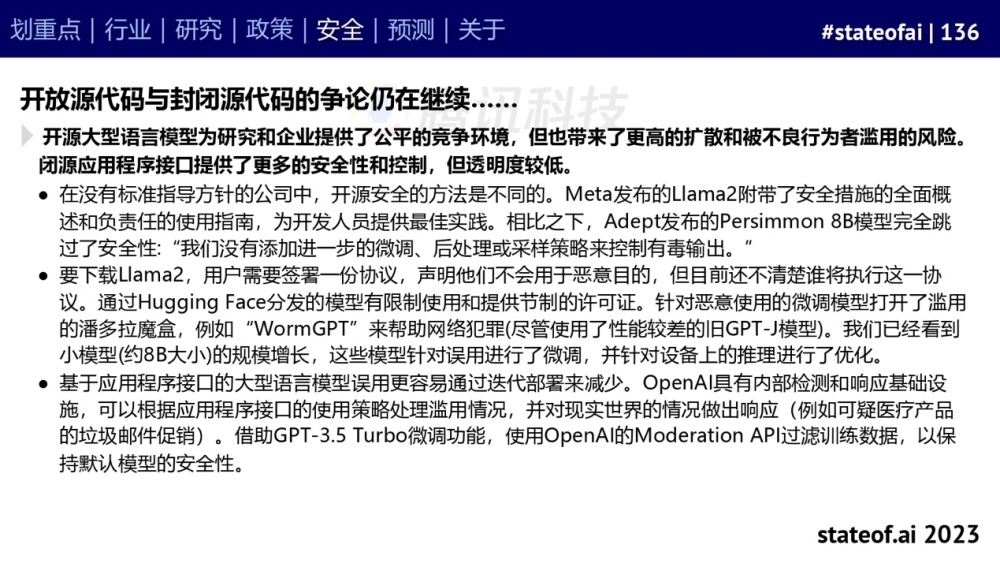 划重点 | 行业 | 研究 | 政策 | 安全 | 预测 | 关于
#stateofai | 136
开放源代码与封闭源代码的争论仍在继续……
腾讯科技
开源大型语言模型为研究和企业提供了公平的竞争环境，但也带来了更高的扩散和被不良行为者滥用的风险。
闭源应用程序接口提供了更多的安全性和控制，但透明度较低。
● 在没有标准指导方针的公司中，开源安全的方法是不同的。Meta发布的Llama2附带了安全措施的全面概
述和负责任的使用指南，为开发人员提供最佳实践。相比之下，Adept发布的Persimmon 8B模型完全跳
过了安全性:“我们没有添加进一步的微调、后处理或采样策略来控制有毒输出。”
● 要下载Llama2，用户需要签署一份协议，声明他们不会用于恶意目的，但目前还不清楚谁将执行这一协
议。通过Hugging Face分发的模型有限制使用和提供节制的许可证。针对恶意使用的微调模型打开了滥用
的潘多拉魔盒，例如“WormGPT”来帮助网络犯罪(尽管使用了性能较差的旧GPT-J模型)。我们已经看到
小模型(约8B大小)的规模增长，这些模型针对误用进行了微调，并针对设备上的推理进行了优化。
● 基于应用程序接口的大型语言模型误用更容易通过迭代部署来减少。OpenAI具有内部检测和响应基础设
施，可以根据应用程序接口的使用策略处理滥用情况，并对现实世界的情况做出响应（例如可疑医疗产品
的垃圾邮件促销）。借助GPT-3.5 Turbo微调功能，使用OpenAI的Moderation API过滤训练数据，以保
持默认模型的安全性。
stateof.ai 2023